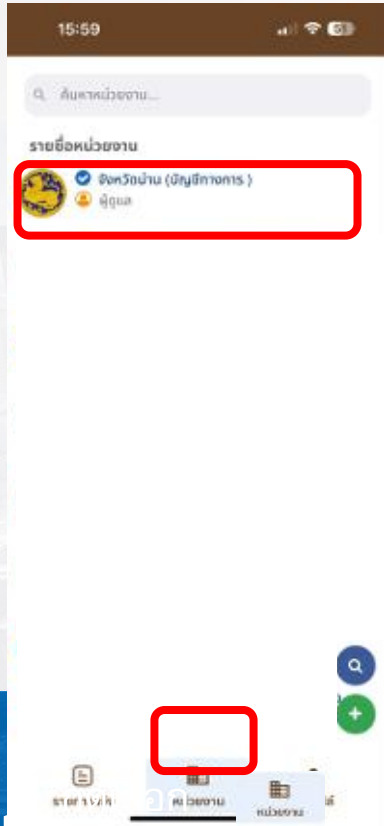 15:59
ค้นหาหน่วยงาน...
รายชื่อหน่วยงาน
จังหวัดน่าน (บัญชีทางการ )
ผู้ดูแล
หน่วยงาน
หน่วยงาน